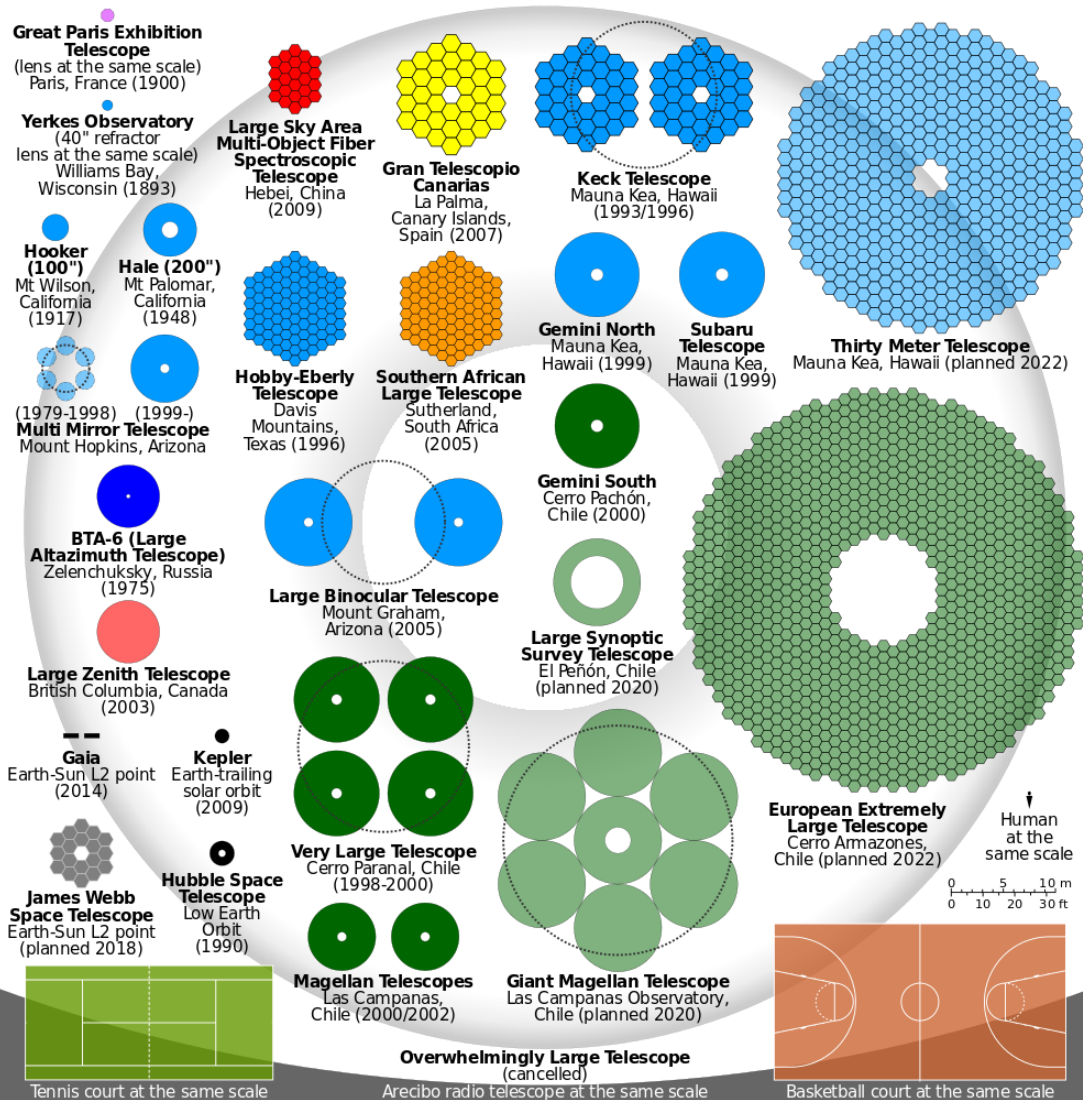 Great Paris Exhibition
Telescope
(lens at the same scale)
Paris, France (1900)
Yerkes Observatory
(40" refractor
lens at the same scale)
Williams Bay,
Wisconsin (1893)
Hooker
(100")
Mt Wilson,
California
(1917)
Hale (200")
Mt Palomar,
California
(1948)
(1979-1998) (1999-)
Multi Mirror Telescope
Mount Hopkins, Arizona
BTA-6 (Large
Altazimuth Telescope)
Zelenchuksky, Russia
(1975)
Large Zenith Telescope
British Columbia, Canada
(2003)
Gaia
Earth-Sun L2 point
(2014)
Kepler
Earth-trailing
solar orbit
(2009)
James Webb
Space Telescope
Earth-Sun L2 point
(planned 2018)
Hubble Space
Telescope
Low Earth
Orbit
(1990)
Large Sky Area
Multi-Object Fiber
Spectroscopic
Telescope
Hebei, China
(2009)
Gran Telescopio
Canarias
La Palma,
Canary Islands,
Spain (2007)
Keck Telescope
Mauna Kea, Hawaii
(1993/1996)
Hobby-Eberly
Telescope
Davis
Mountains,
Texas (1996)
Southern African
Large Telescope
Sutherland,
South Africa
(2005)
Gemini North
Mauna Kea,
Hawaii (1999)
Subaru
Telescope
Mauna Kea,
Hawaii (1999)
Thirty Meter Telescope
Mauna Kea, Hawaii (planned 2022)
Gemini South
Cerro Pachón,
Chile (2000)
Large Binocular Telescope
Mount Graham,
Arizona (2005)
Large Synoptic
Survey Telescope
El Peñón, Chile
(planned 2020)
Very Large Telescope
Cerro Paranal, Chile
(1998-2000)
Magellan Telescopes
Las Campanas,
Chile (2000/2002)
Giant Magellan Telescope
Las Campanas Observatory,
Chile (planned 2020)
European Extremely
Large Telescope
Cerro Armazones,
Chile (planned 2022)
Human
at the
same scale
0 5 10 m
0 10 20 30 ft
Overwhelmingly Large Telescope
(cancelled)
Tennis court at the same scale
Arecibo radio telescope at the same scale
Basketball court at the same scale